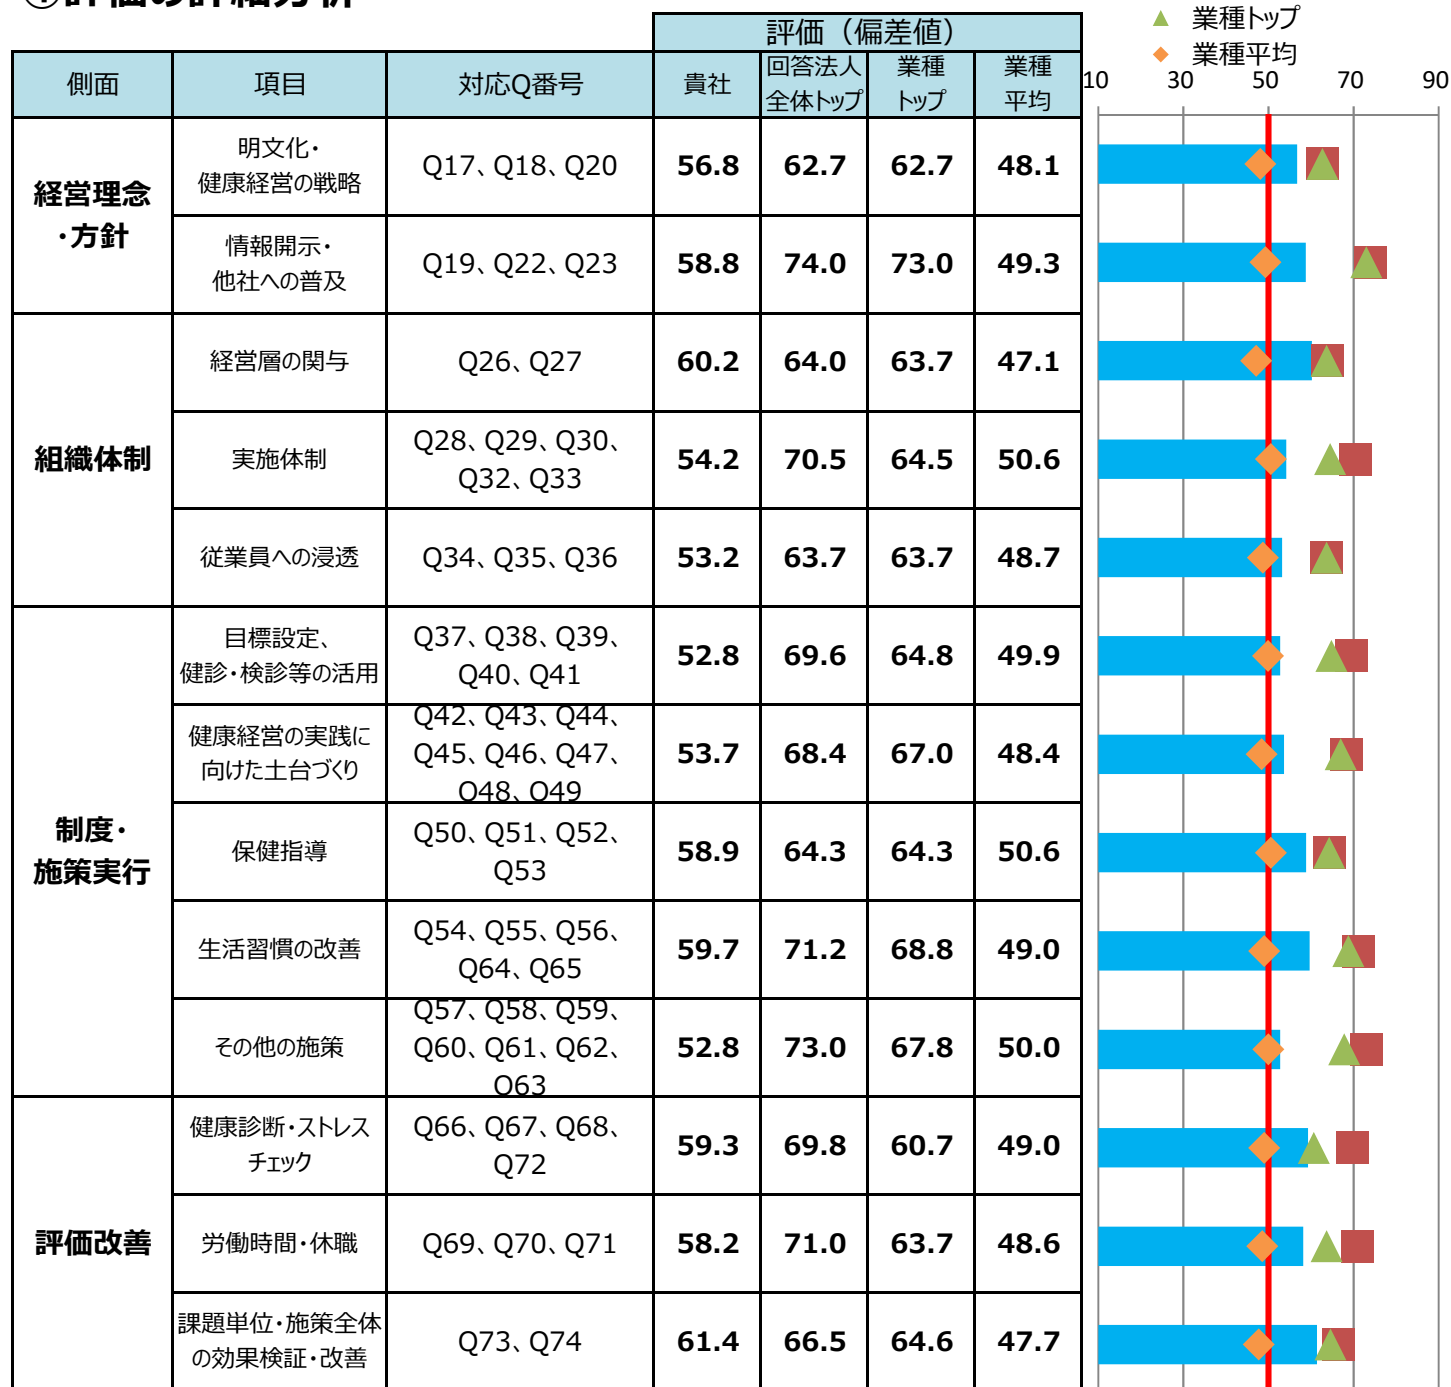 ①評価の詳細分析
業種トップ
業種平均
評価（偏差値）
側面 項目 対応Q番号 貴社 回答法人 業種 業種
全体トップ トップ 平均
10 30 50 70 90
経営理念
・方針
明文化・
健康経営の戦略
Q17、Q18、Q20 56.8 62.7 62.7 48.1
情報開示・
他社への普及
Q19、Q22、Q23 58.8 74.0 73.0 49.3
組織体制
経営層の関与 Q26、Q27 60.2 64.0 63.7 47.1
実施体制
Q28、Q29、Q30、
Q32、Q33
54.2 70.5 64.5 50.6
従業員への浸透 Q34、Q35、Q36 53.2 63.7 63.7 48.7
制度・
施策実行
目標設定、
健診・検診等の活用
Q37、Q38、Q39、
Q40、Q41
52.8 69.6 64.8 49.9
健康経営の実践に
向けた土台づくり
Q42、Q43、Q44、
Q45、Q46、Q47、
Q48、Q49
53.7 68.4 67.0 48.4
保健指導
Q50、Q51、Q52、
Q53
58.9 64.3 64.3 50.6
生活習慣の改善
Q54、Q55、Q56、
Q64、Q65
59.7 71.2 68.8 49.0
その他の施策
Q57、Q58、Q59、
Q60、Q61、Q62、
Q63
52.8 73.0 67.8 50.0
評価改善
健康診断・ストレス
チェック
Q66、Q67、Q68、
Q72
59.3 69.8 60.7 49.0
労働時間・休職 Q69、Q70、Q71 58.2 71.0 63.7 48.6
課題単位・施策全体
の効果検証・改善
Q73、Q74 61.4 66.5 64.6 47.7